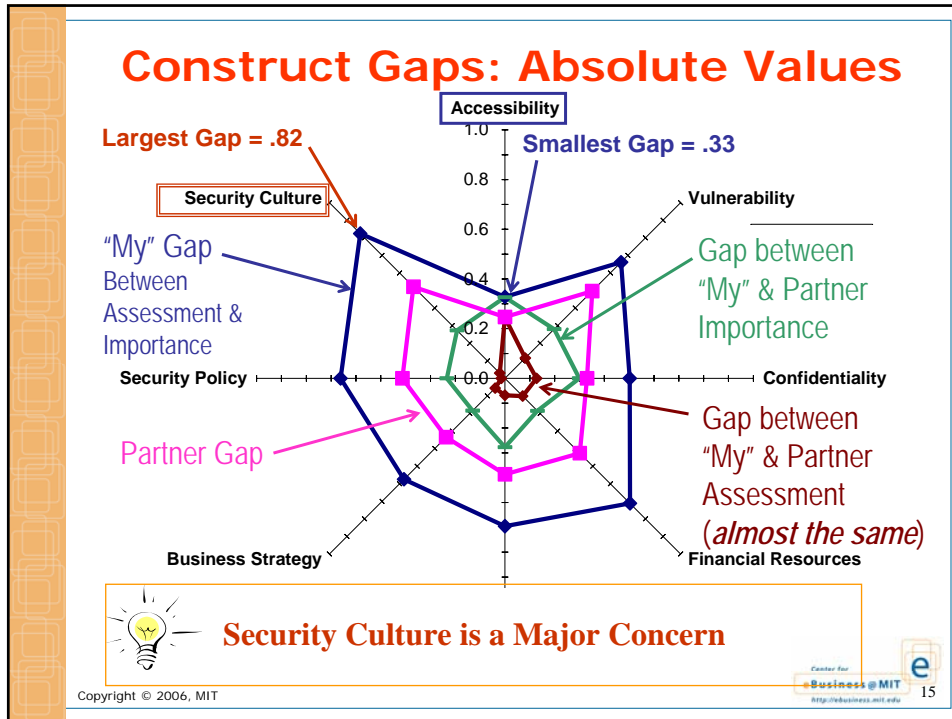 Construct Gaps: Absolute Values
Accessibility
Largest Gap = .82
Smallest Gap = .33
1.0
0.8
0.6
0.4
0.2
0.0
Security Culture
Vulnerability
“My” Gap
Between
Assessment &
Importance
Gap between
“My” & Partner
Importance
Security Policy
Confidentiality
Partner Gap
Gap between
“My” & Partner
Assessment
(almost the same)
Business Strategy
Financial Resources
Security Culture is a Major Concern
Copyright © 2006, MIT
Center for
eBusiness@MIT
http://ebusiness.mit.edu
e
15